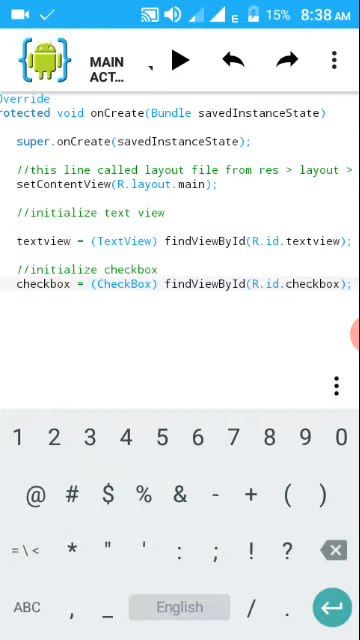 E 15% 8:38 AM
MAIN
ACT...
Override
rotected void onCreate(Bundle savedInstanceState)
super.onCreate(savedInstanceState);
//this line called layout file from res > layout >
setContentView(R.layout.main);
//initialize text view
textview = (TextView) findViewById(R.id.textview);
//initialize checkbox
checkbox = (CheckBox) findViewById(R.id.checkbox);
1 2 3 4 5 6 7 8 9 0
@ # $ % & - + ( )
=\< * " ' : ; ! ?
ABC , _ English / .